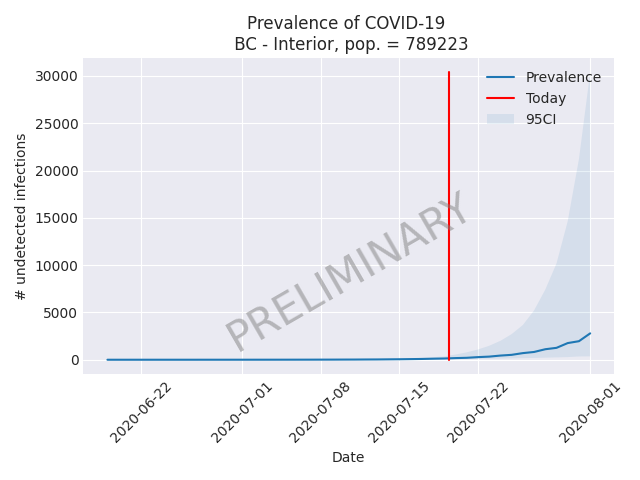 Prevalence of COVID-19
BC - Interior, pop. = 789223
Prevalence
Today
95CI
30000
25000
20000
15000
10000
5000
0
# undetected infections
PRELIMINARY
2020-06-22
2020-07-01
2020-07-08
2020-07-15
2020-07-22
2020-08-01
Date